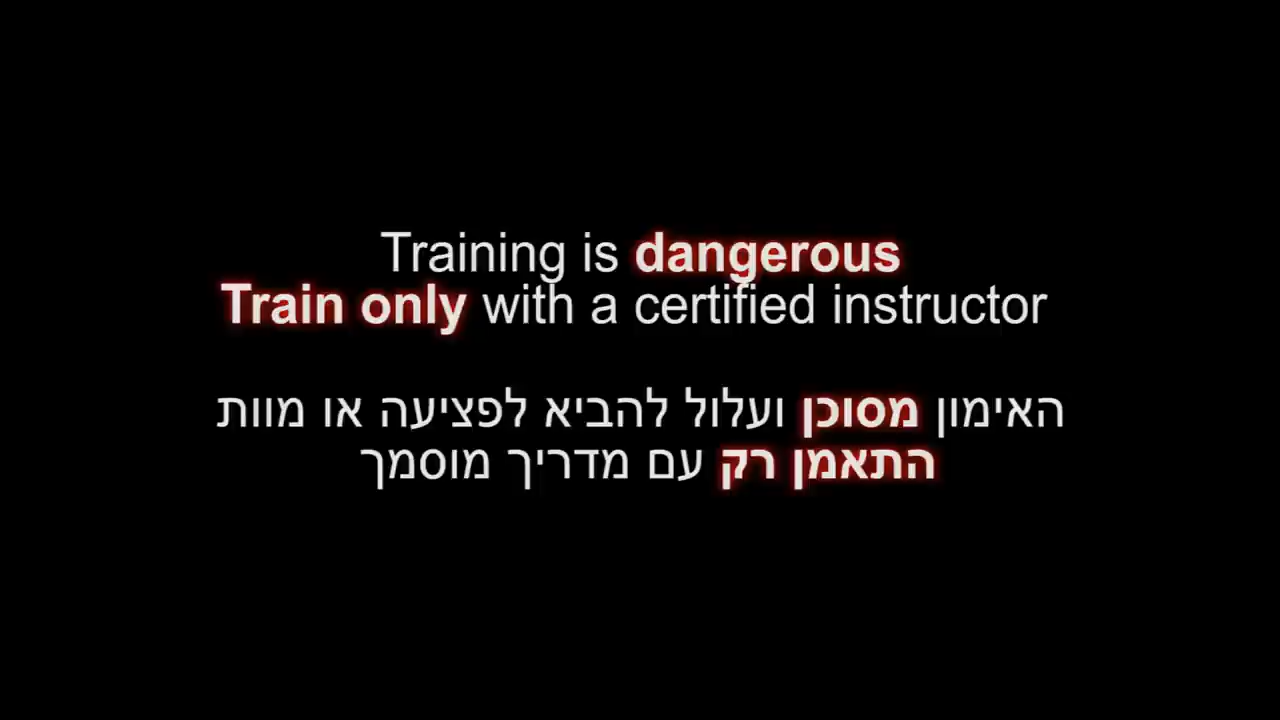 Training is dangerous
Train only with a certified instructor
האימון מסוכן ועלול להביא לפציעה או מוות
התאמן רק עם מדריך מוסמך